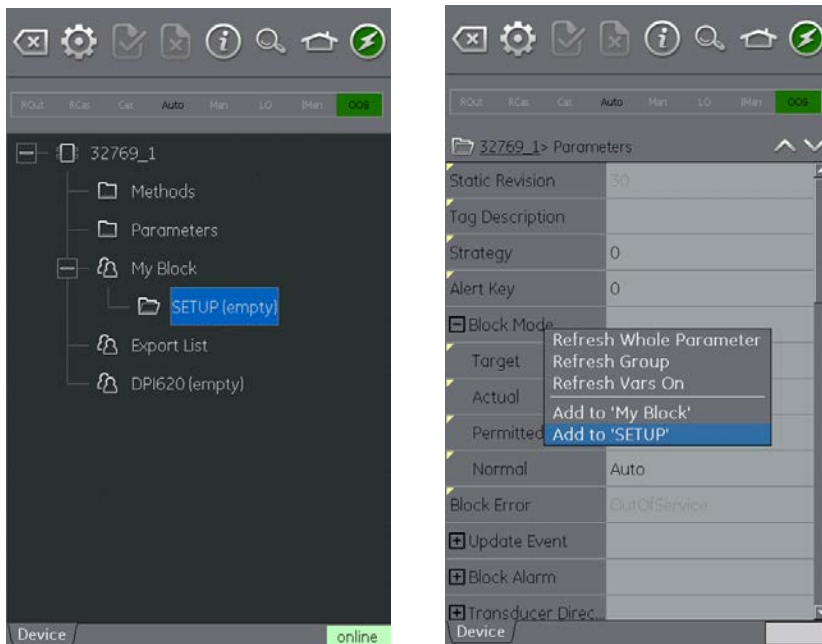 ROut RCas Cas Auto Man LO IMan OOS
32769_1
Methods
Parameters
My Block
SETUP (empty)
Export List
DPI620 (empty)
Device online
ROut RCas Cas Auto Man LO IMan OOS
32769_1> Parameters
Static Revision 30
Tag Description
Strategy 0
Alert Key 0
Block Mode
Refresh Whole Parameter
Target Refresh Group
Refresh Vars On
Actual
Add to 'My Block'
Permitted Add to 'SETUP'
Normal Auto
Block Error OutOfService
Update Event
Block Alarm
Transducer Direc...
Device